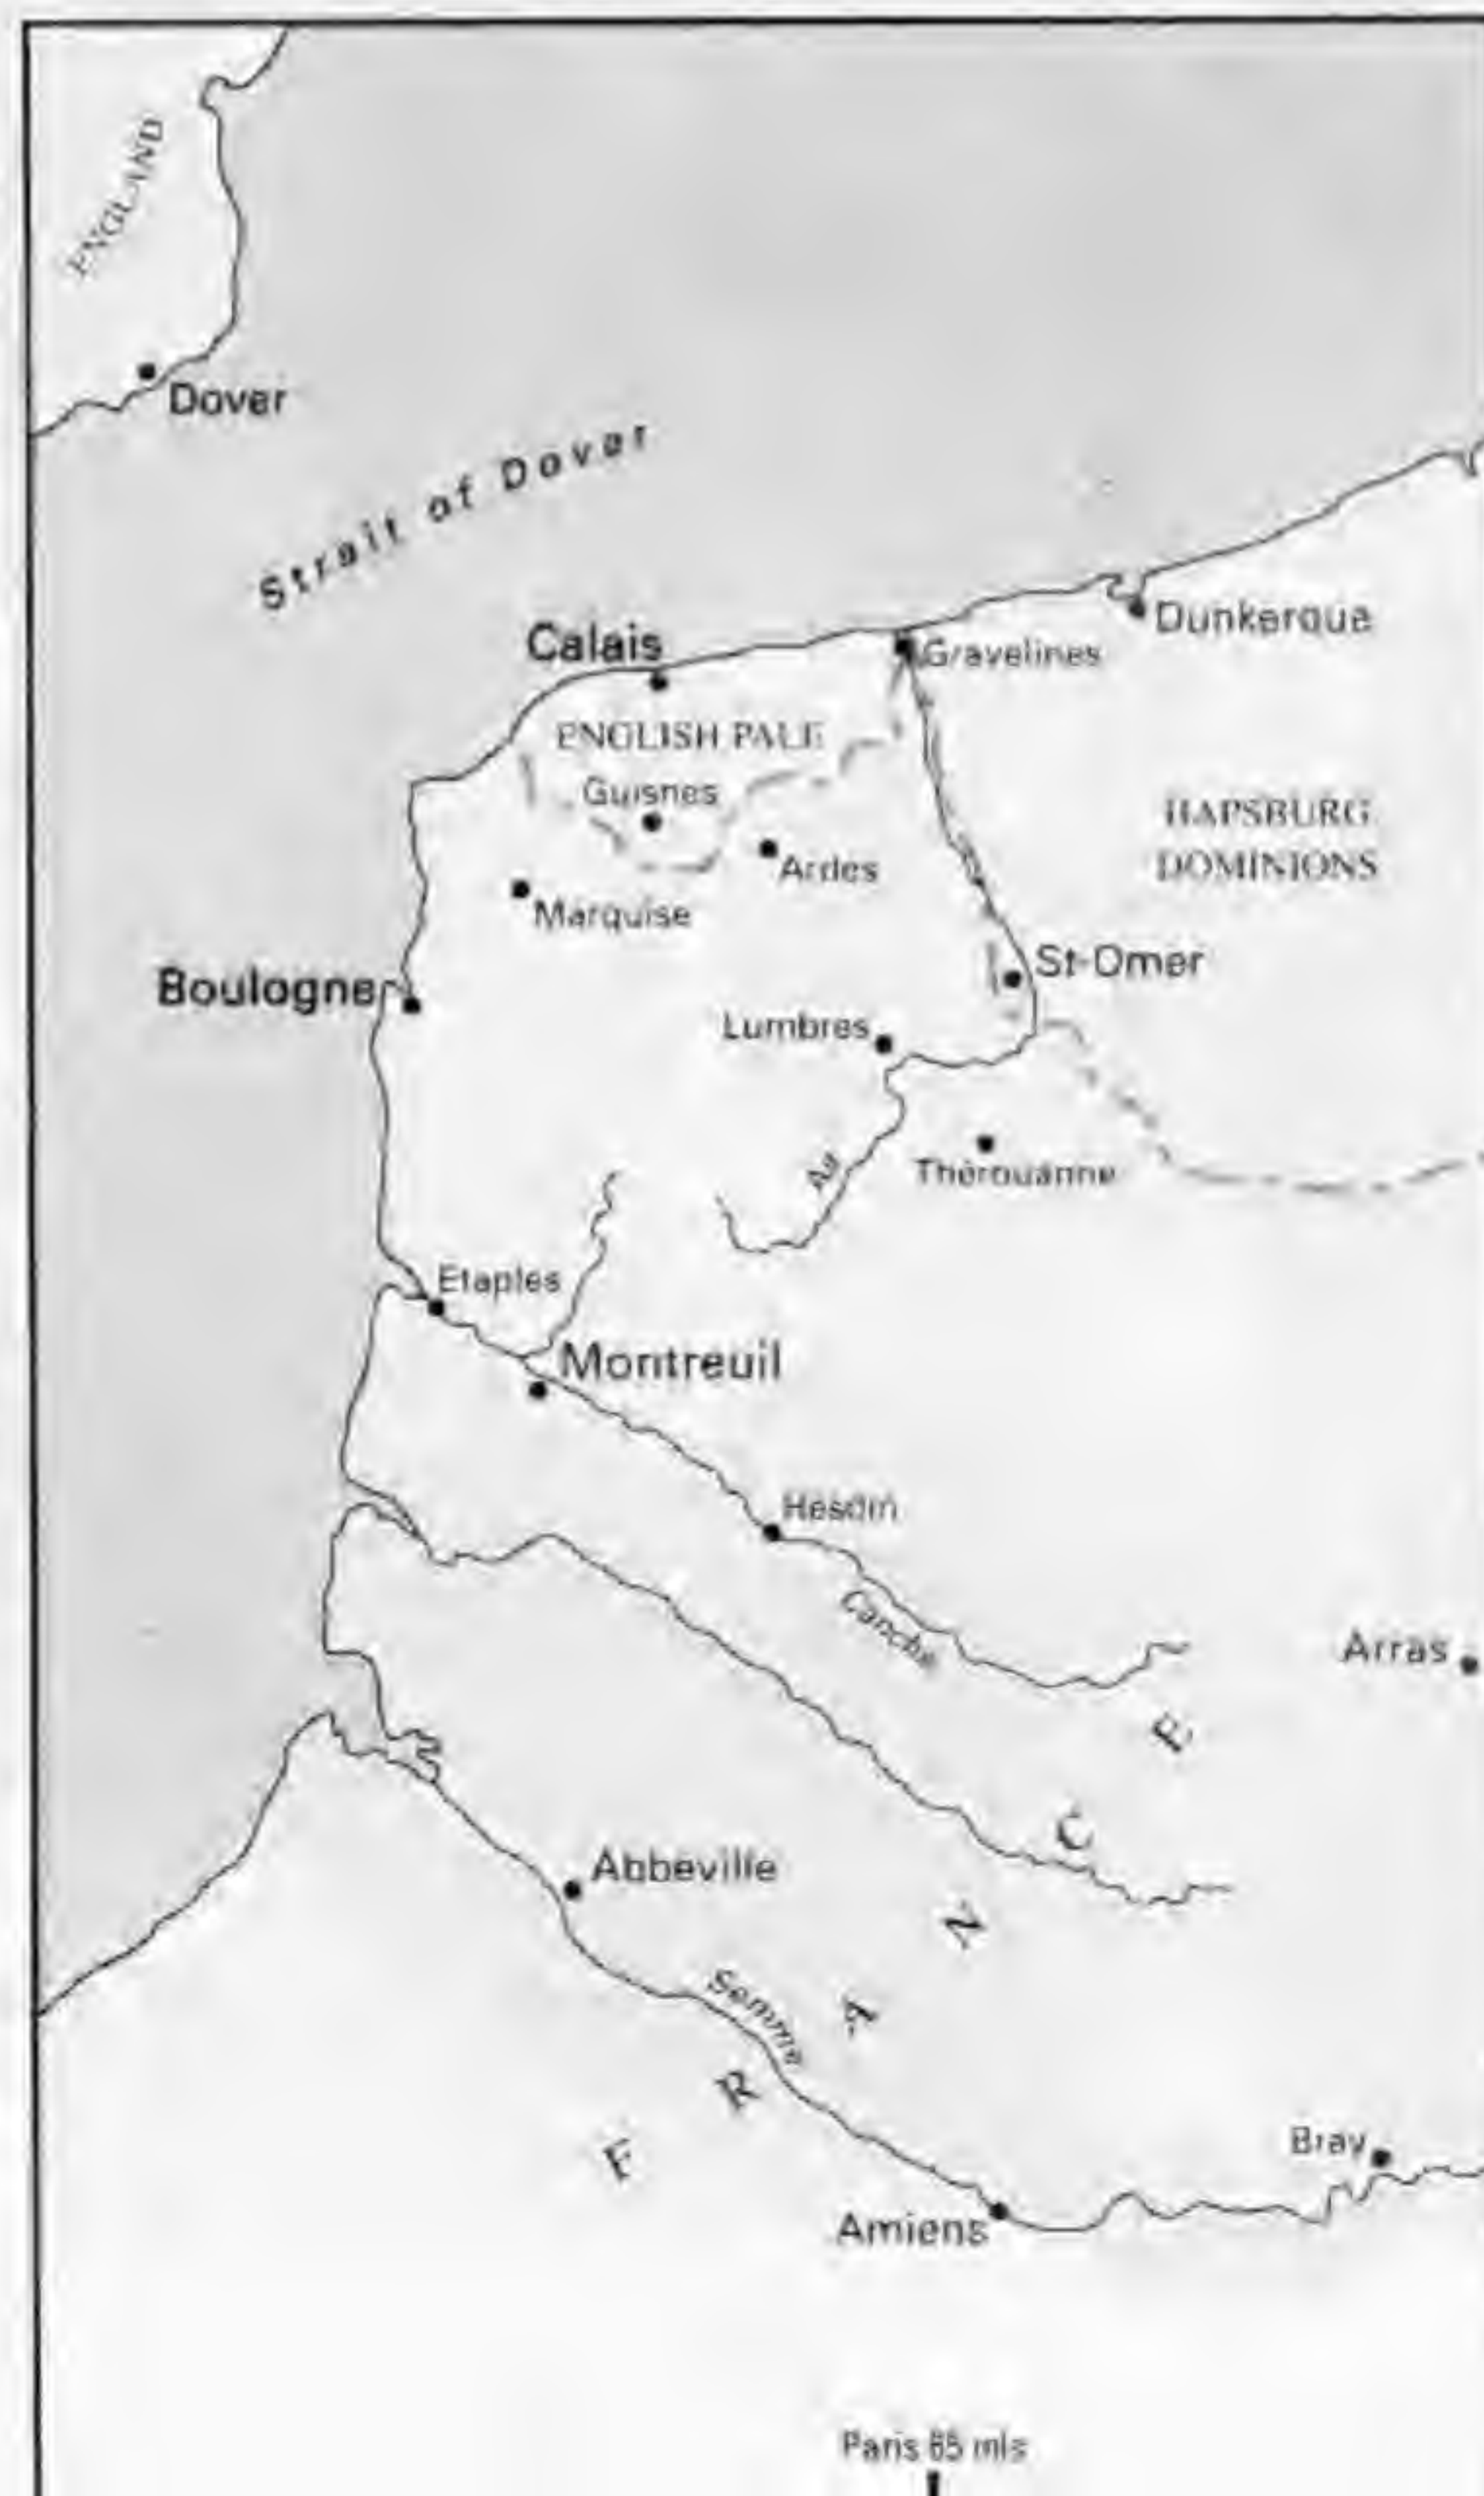 ENGLAND
Dover
Strait of Dover
Calais
Dunkerque
Gravelines
ENGLISH PALE
Guisnes
HAPSBURG
DOMINIONS
Ardes
Marquise
St-Omer
Boulogne
Lumbres
Aa
Thérouanne
Etaples
Montreuil
Hesdin
Canche
Arras
Abbeville
Somme
FRANCE
Bray
Amiens
Paris 65 mls